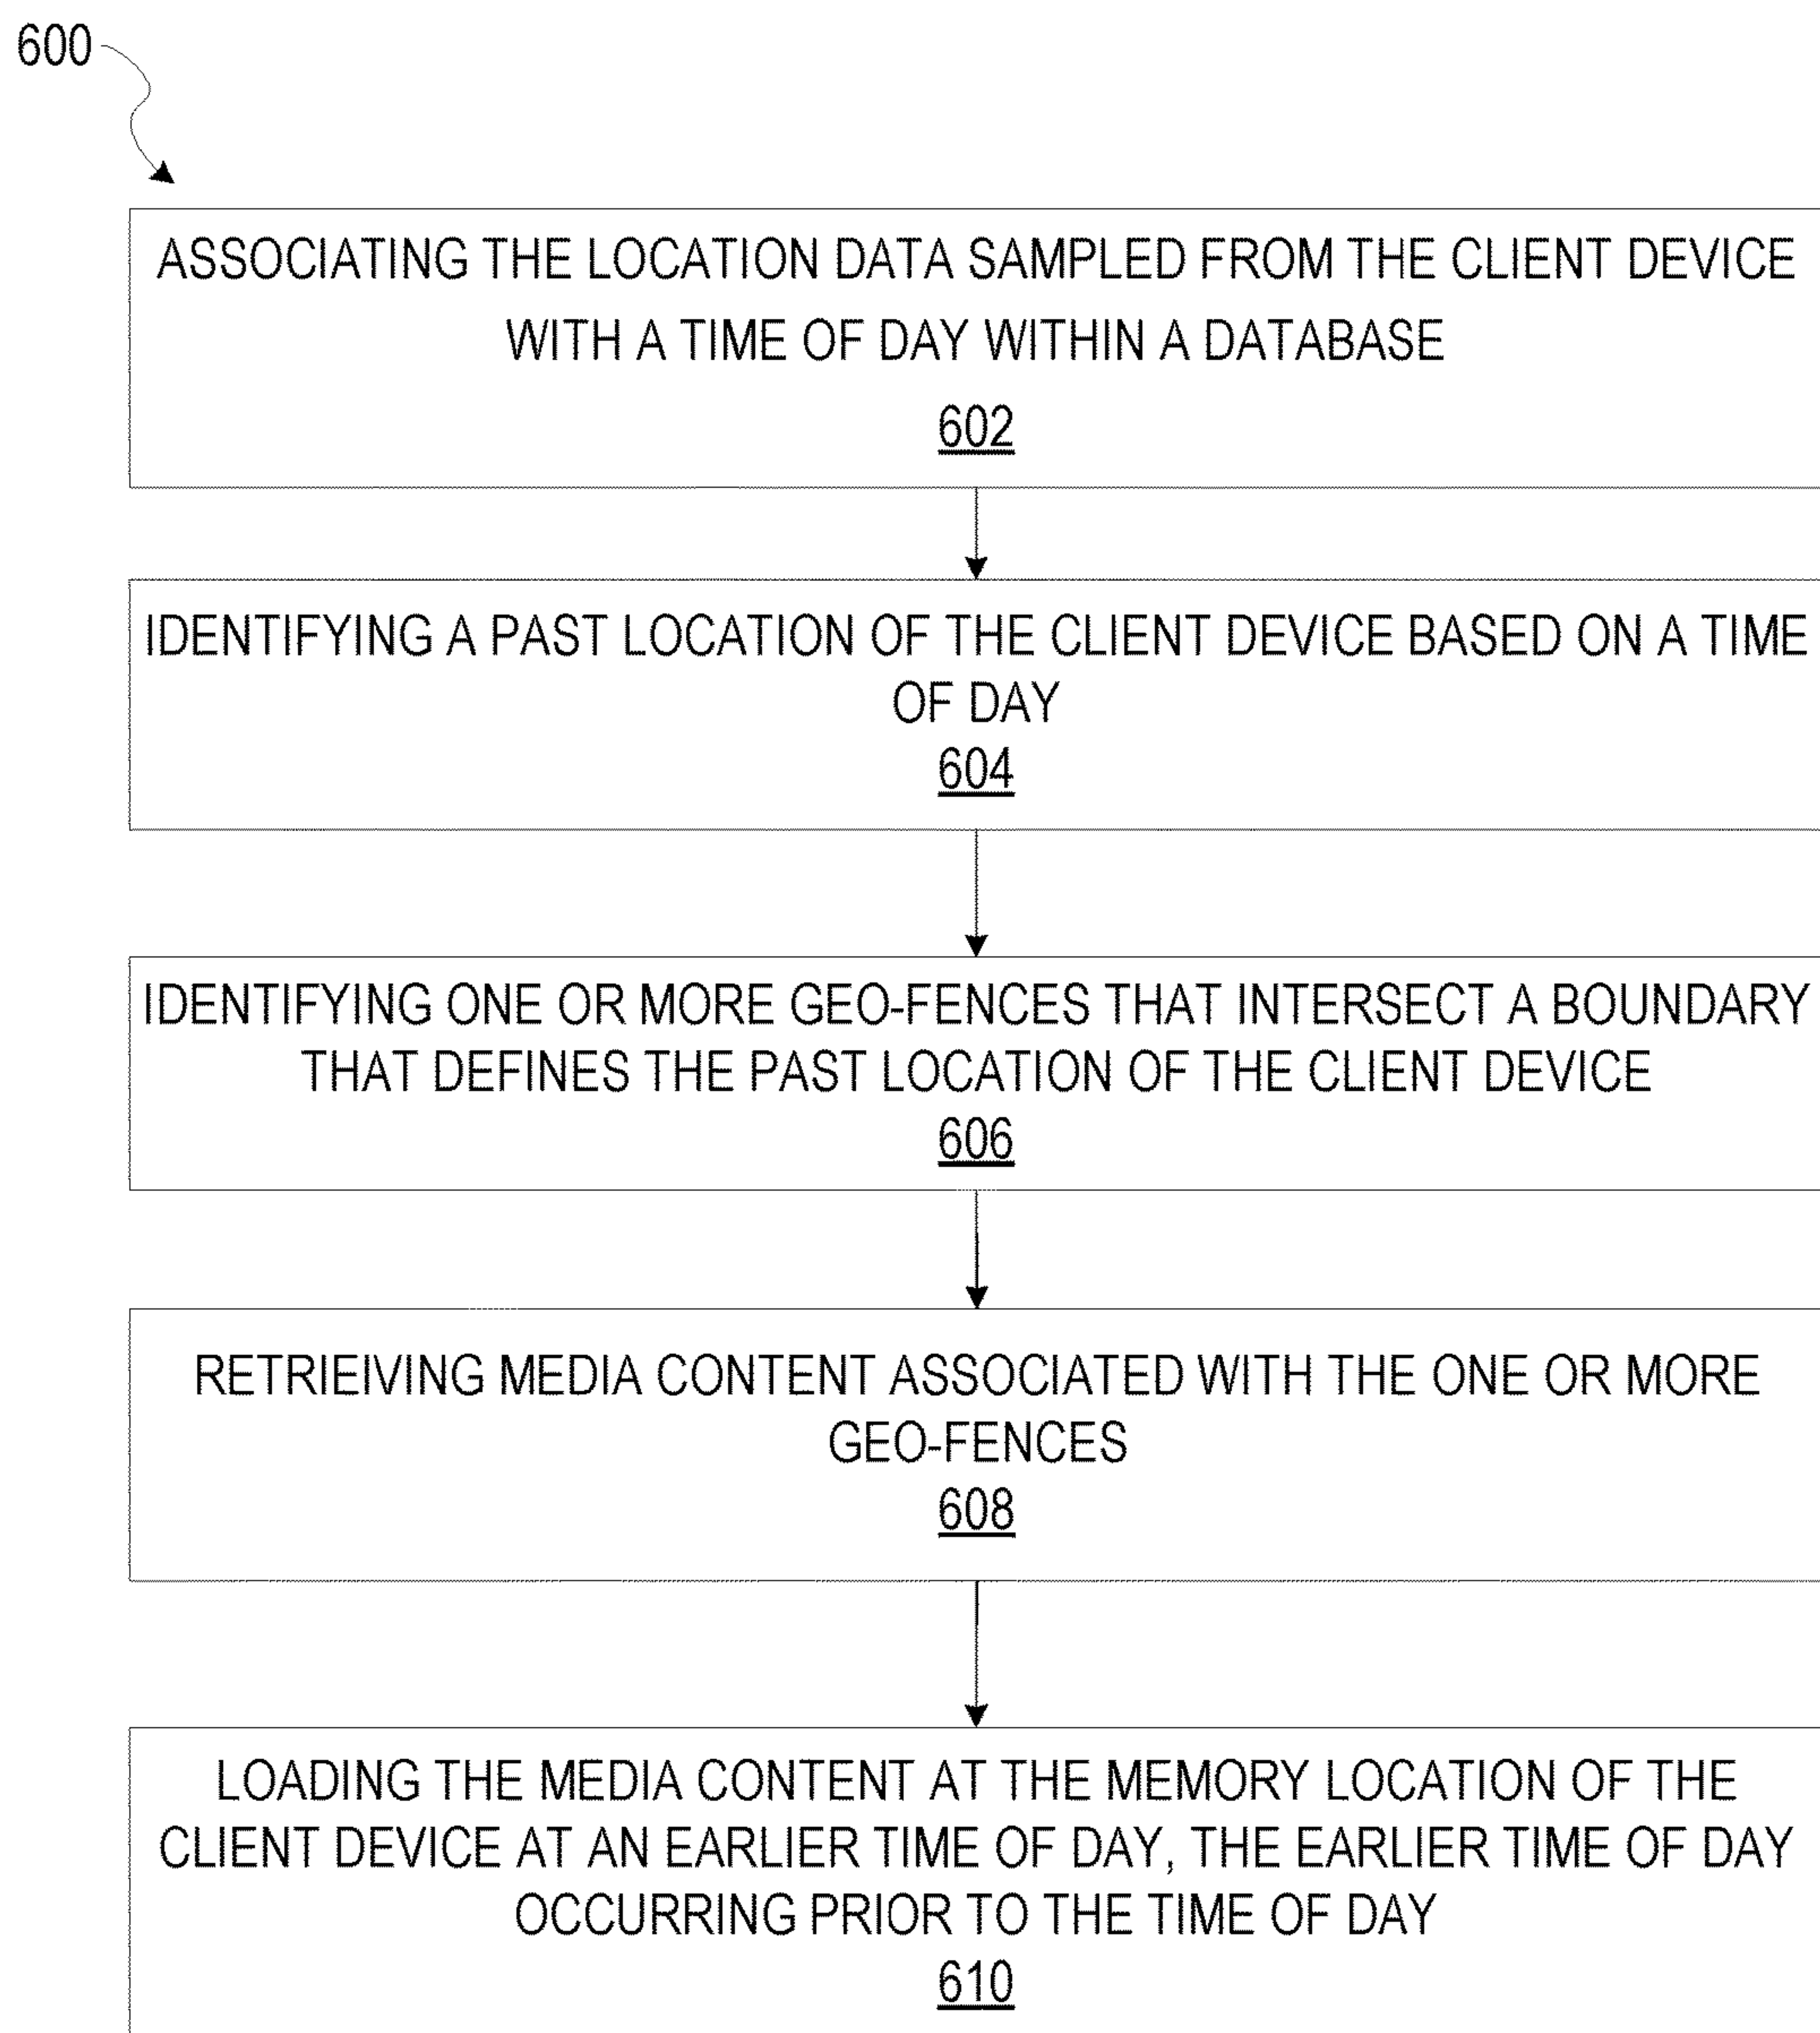 600
ASSOCIATING THE LOCATION DATA SAMPLED FROM THE CLIENT DEVICE
WITH A TIME OF DAY WITHIN A DATABASE
602
IDENTIFYING A PAST LOCATION OF THE CLIENT DEVICE BASED ON A TIME
OF DAY
604
IDENTIFYING ONE OR MORE GEO-FENCES THAT INTERSECT A BOUNDARY
THAT DEFINES THE PAST LOCATION OF THE CLIENT DEVICE
606
RETRIEIVING MEDIA CONTENT ASSOCIATED WITH THE ONE OR MORE
GEO-FENCES
608
LOADING THE MEDIA CONTENT AT THE MEMORY LOCATION OF THE
CLIENT DEVICE AT AN EARLIER TIME OF DAY, THE EARLIER TIME OF DAY
OCCURRING PRIOR TO THE TIME OF DAY
610